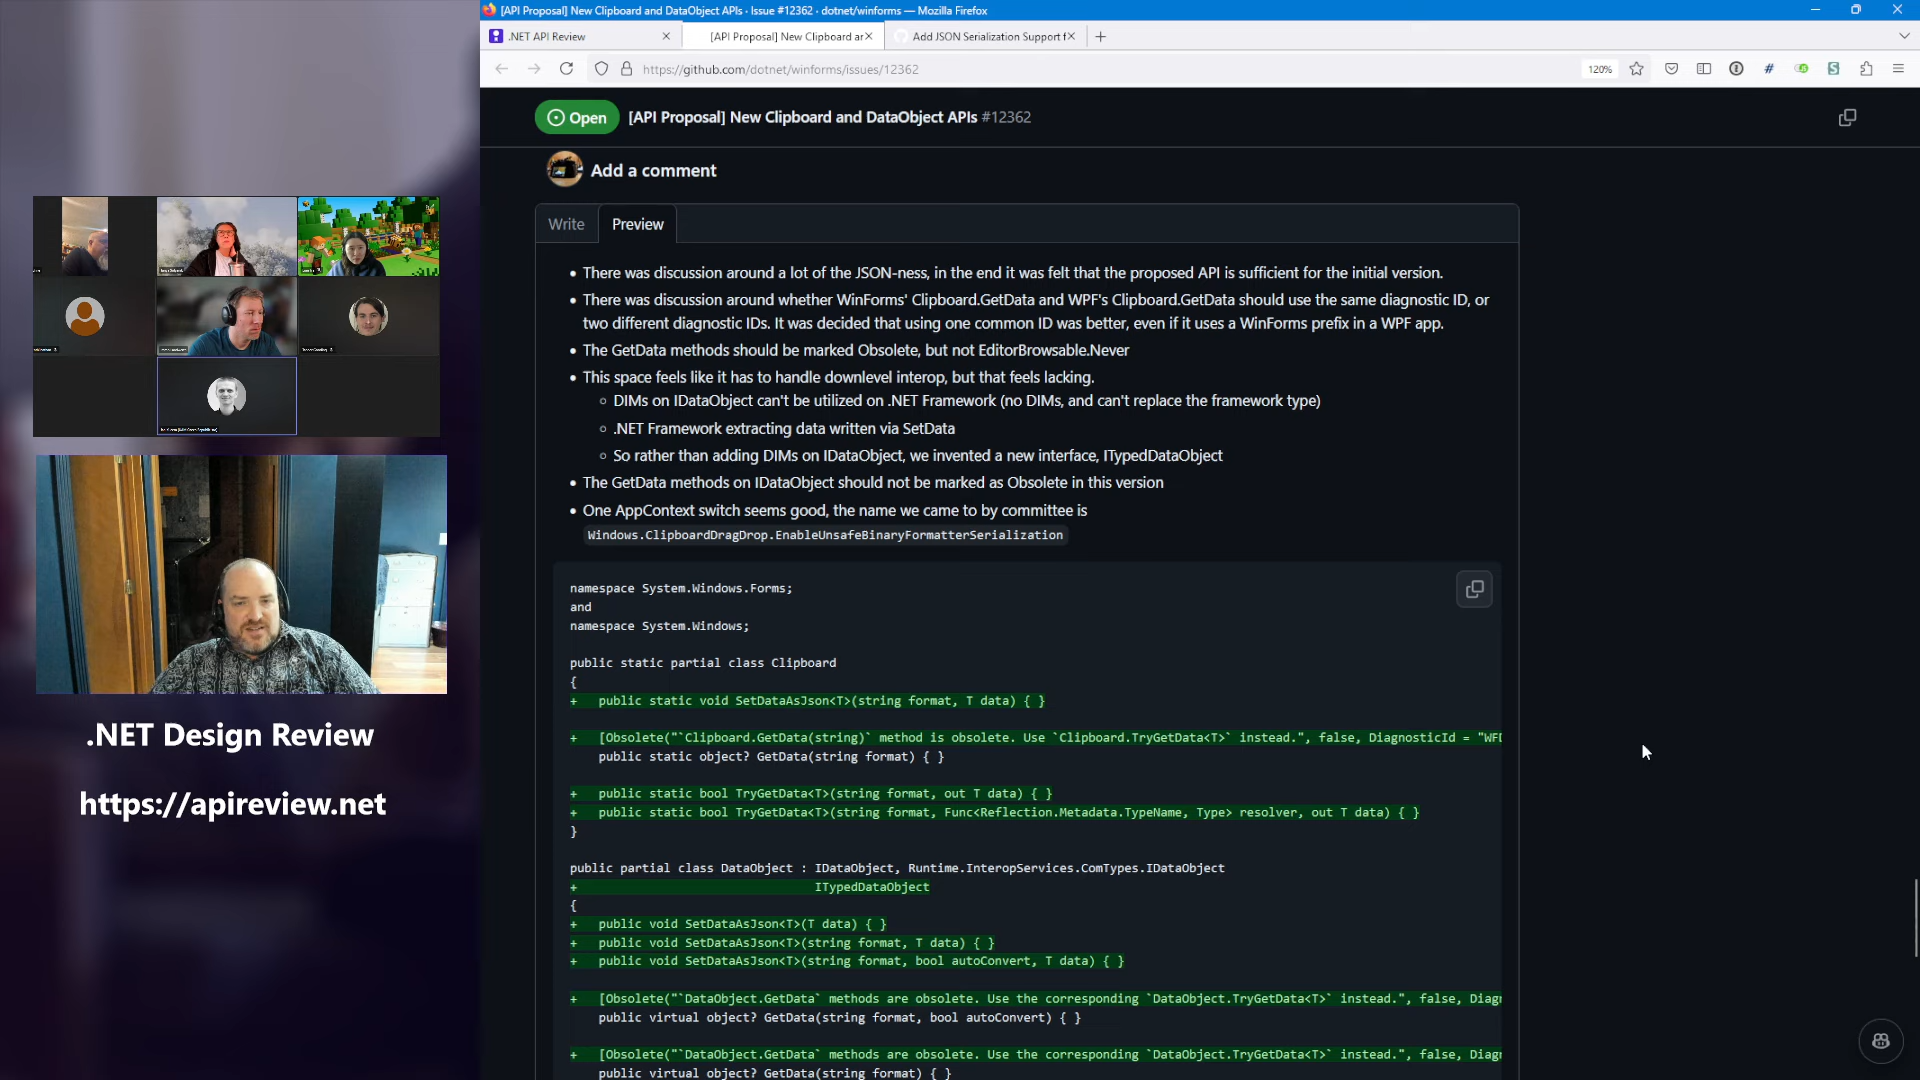 [API Proposal] New Clipboard and DataObject APIs · Issue #12362 · dotnet/winforms — Mozilla Firefox
.NET API Review
[API Proposal] New Clipboard ar
Add JSON Serialization Support f
https://github.com/dotnet/winforms/issues/12362
120%
Open
[API Proposal] New Clipboard and DataObject APIs #12362
Add a comment
Write
Preview
• There was discussion around a lot of the JSON-ness, in the end it was felt that the proposed API is sufficient for the initial version.
• There was discussion around whether WinForms' Clipboard.GetData and WPF's Clipboard.GetData should use the same diagnostic ID, or
two different diagnostic IDs. It was decided that using one common ID was better, even if it uses a WinForms prefix in a WPF app.
• The GetData methods should be marked Obsolete, but not EditorBrowsable.Never
• This space feels like it has to handle downlevel interop, but that feels lacking.
◦ DIMs on IDataObject can't be utilized on .NET Framework (no DIMs, and can't replace the framework type)
◦ .NET Framework extracting data written via SetData
◦ So rather than adding DIMs on IDataObject, we invented a new interface, ITypedDataObject
• The GetData methods on IDataObject should not be marked as Obsolete in this version
• One AppContext switch seems good, the name we came to by committee is
Windows.ClipboardDragDrop.EnableUnsafeBinaryFormatterSerialization
namespace System.Windows.Forms;
and
namespace System.Windows;
public static partial class Clipboard
{
+   public static void SetDataAsJson<T>(string format, T data) { }
+   [Obsolete("`Clipboard.GetData(string)` method is obsolete. Use `Clipboard.TryGetData<T>` instead.", false, DiagnosticId = "WFD
public static object? GetData(string format) { }
+   public static bool TryGetData<T>(string format, out T data) { }
+   public static bool TryGetData<T>(string format, Func<Reflection.Metadata.TypeName, Type> resolver, out T data) { }
}
public partial class DataObject : IDataObject, Runtime.InteropServices.ComTypes.IDataObject
+ ITypedDataObject
{
+   public void SetDataAsJson<T>(T data) { }
+   public void SetDataAsJson<T>(string format, T data) { }
+   public void SetDataAsJson<T>(string format, bool autoConvert, T data) { }
+   [Obsolete("`DataObject.GetData` methods are obsolete. Use the corresponding `DataObject.TryGetData<T>` instead.", false, Diagn
public virtual object? GetData(string format, bool autoConvert) { }
+   [Obsolete("`DataObject.GetData` methods are obsolete. Use the corresponding `DataObject.TryGetData<T>` instead.", false, Diagn
public virtual object? GetData(string format) { }
.NET Design Review
https://apireview.net